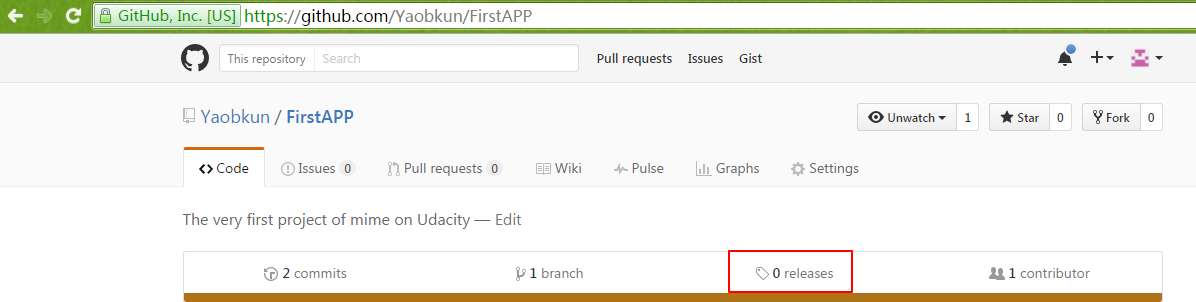 GitHub, Inc. [US] https://github.com/Yaobkun/FirstAPP
This repository Search Pull requests Issues Gist
Yaobkun / FirstAPP Unwatch 1 Star 0 Fork 0
Code Issues 0 Pull requests 0 Wiki Pulse Graphs Settings
The very first project of mime on Udacity — Edit
2 commits 1 branch 0 releases 1 contributor